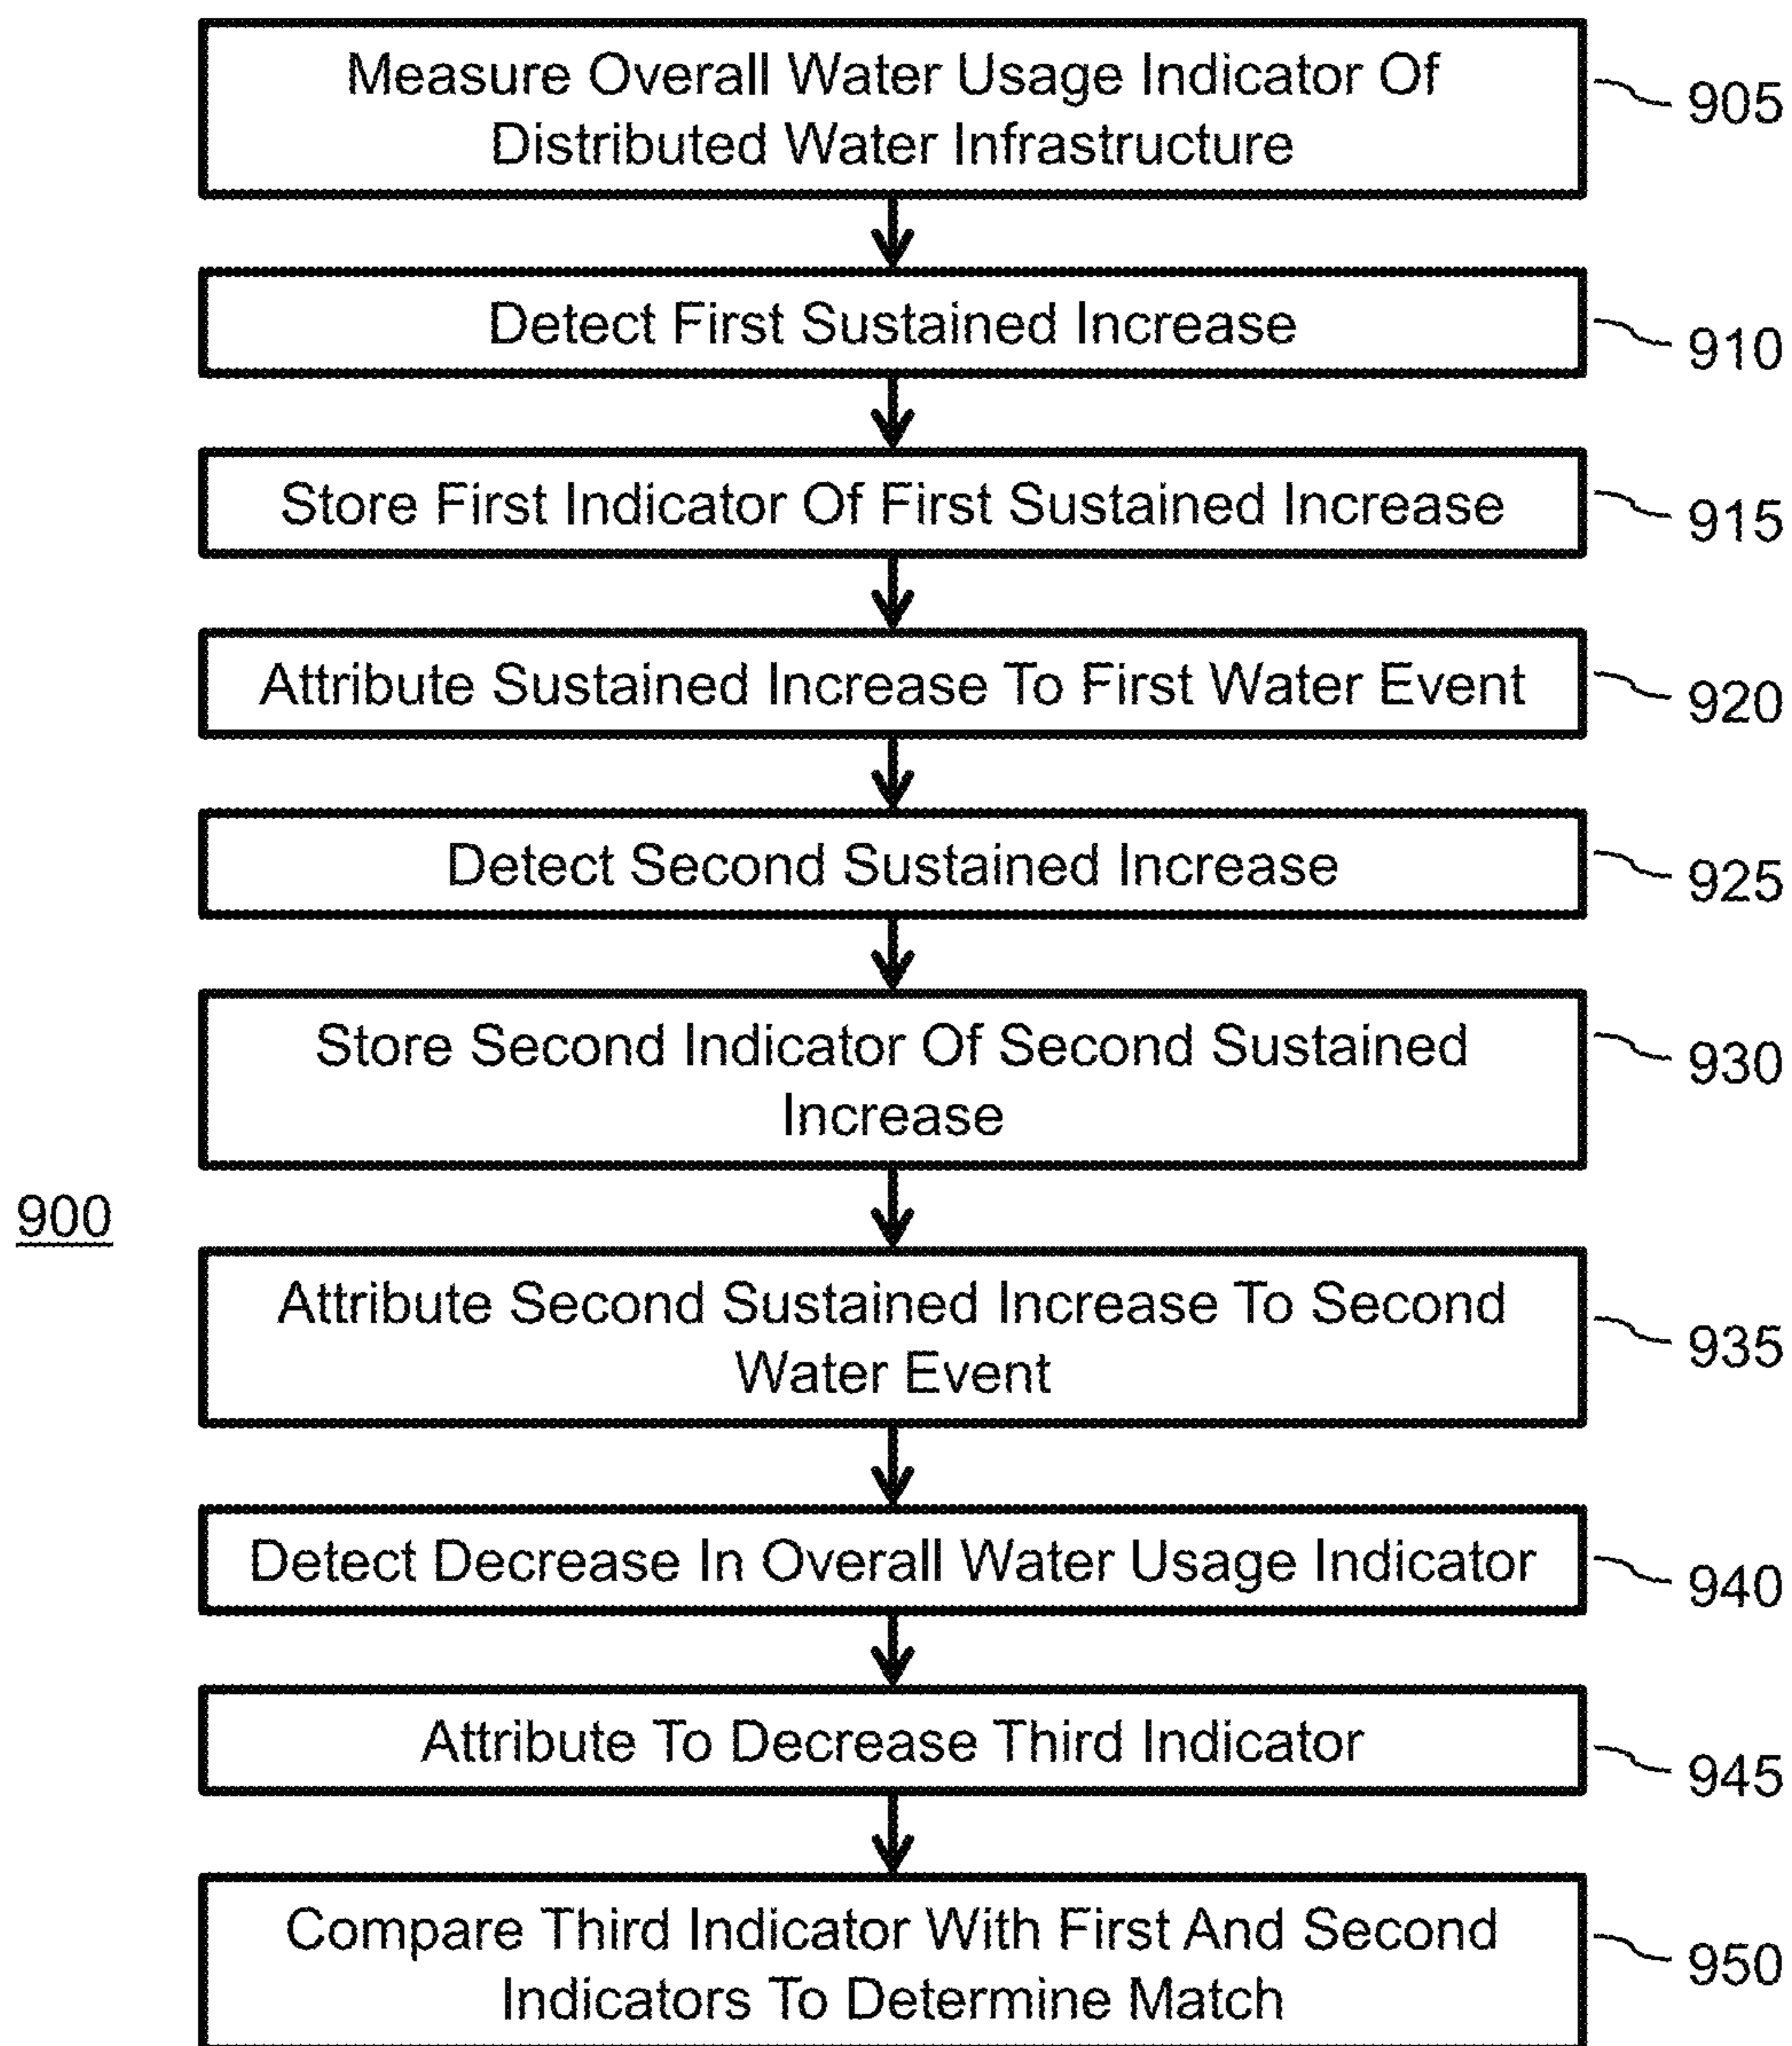 Measure Overall Water Usage Indicator Of
Distributed Water Infrastructure
905
Detect First Sustained Increase
910
Store First Indicator Of First Sustained Increase
915
Attribute Sustained Increase To First Water Event
920
Detect Second Sustained Increase
925
Store Second Indicator Of Second Sustained
Increase
930
900
Attribute Second Sustained Increase To Second
Water Event
935
Detect Decrease In Overall Water Usage Indicator
940
Attribute To Decrease Third Indicator
945
Compare Third Indicator With First And Second
Indicators To Determine Match
950